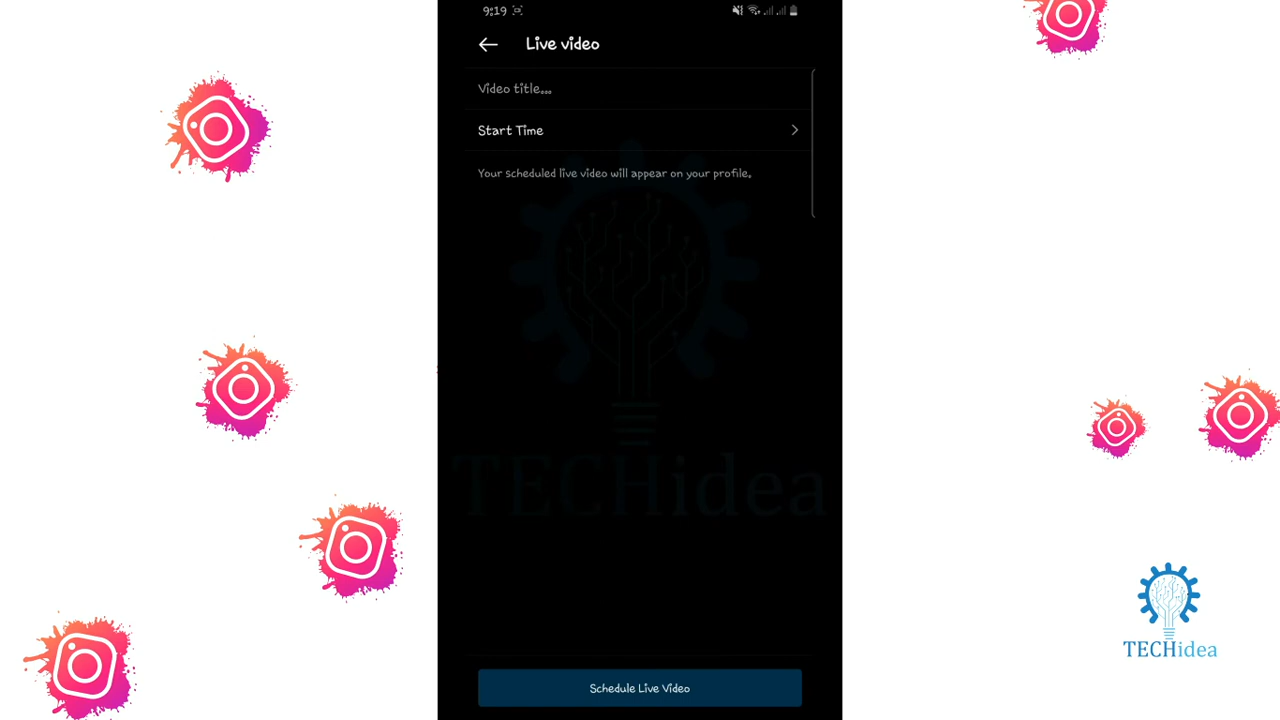 9:19
Live video
Video title...
Start Time
Your scheduled live video will appear on your profile.
TECHidea
Schedule Live Video
TECHidea